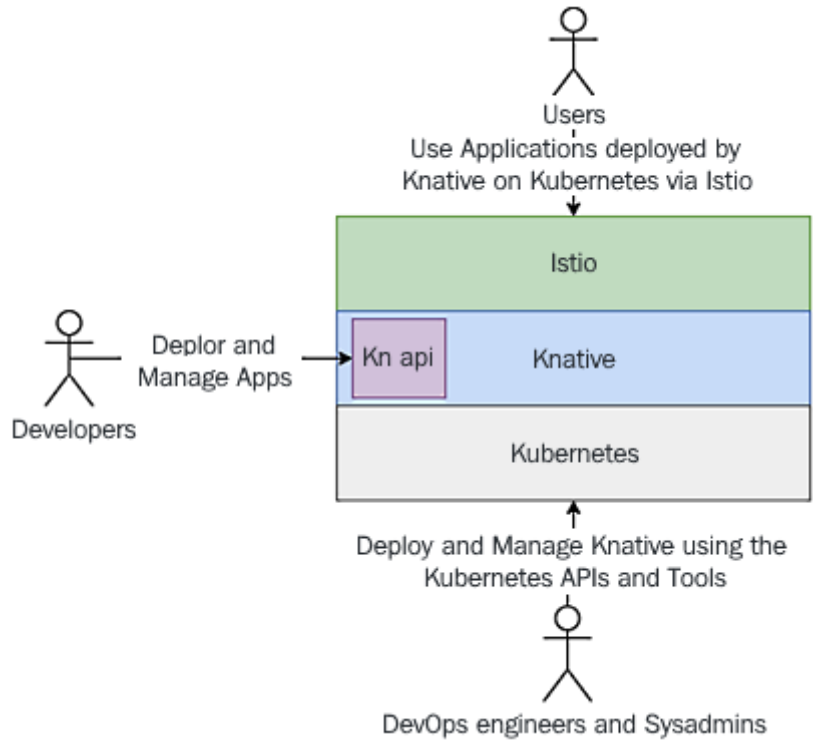 Users
Use Applications deployed by
Knative on Kubernetes via Istio
Istio
Deplor and
Manage Apps
Kn api
Knative
Developers
Kubernetes
Deploy and Manage Knative using the
Kubernetes APIs and Tools
DevOps engineers and Sysadmins